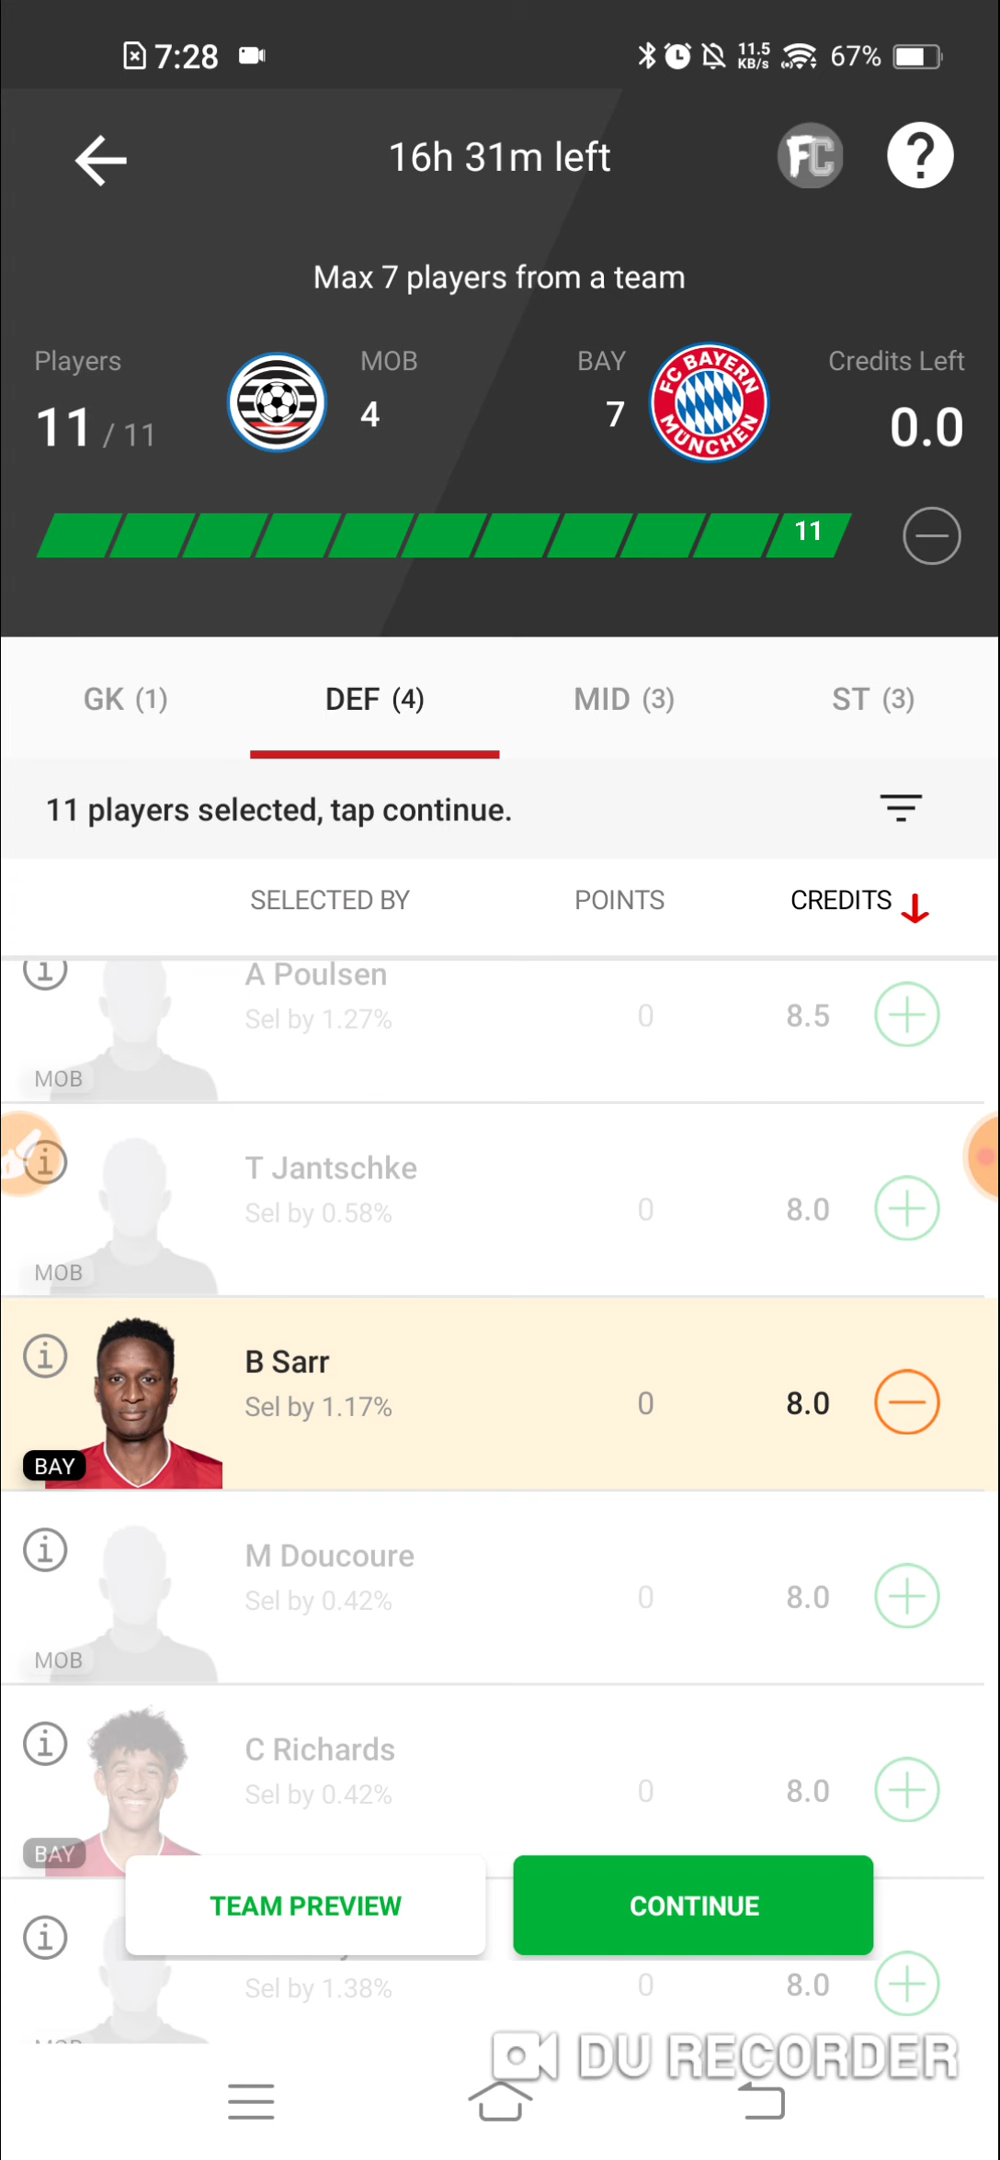 7:28
11.5
KB/s
67%
16h 31m left
FC
?
Max 7 players from a team
Players
MOB
BAY
Credits Left
11 / 11
4
7
0.0
FC BAYERN
MÜNCHEN
11
GK (1)
DEF (4)
MID (3)
ST (3)
11 players selected, tap continue.
SELECTED BY
POINTS
CREDITS
A Poulsen
Sel by 1.27%
0
8.5
MOB
T Jantschke
Sel by 0.58%
0
8.0
MOB
B Sarr
Sel by 1.17%
0
8.0
BAY
M Doucoure
Sel by 0.42%
0
8.0
MOB
C Richards
Sel by 0.42%
0
8.0
BAY
TEAM PREVIEW
CONTINUE
Sel by 1.38%
0
8.0
DU RECORDER